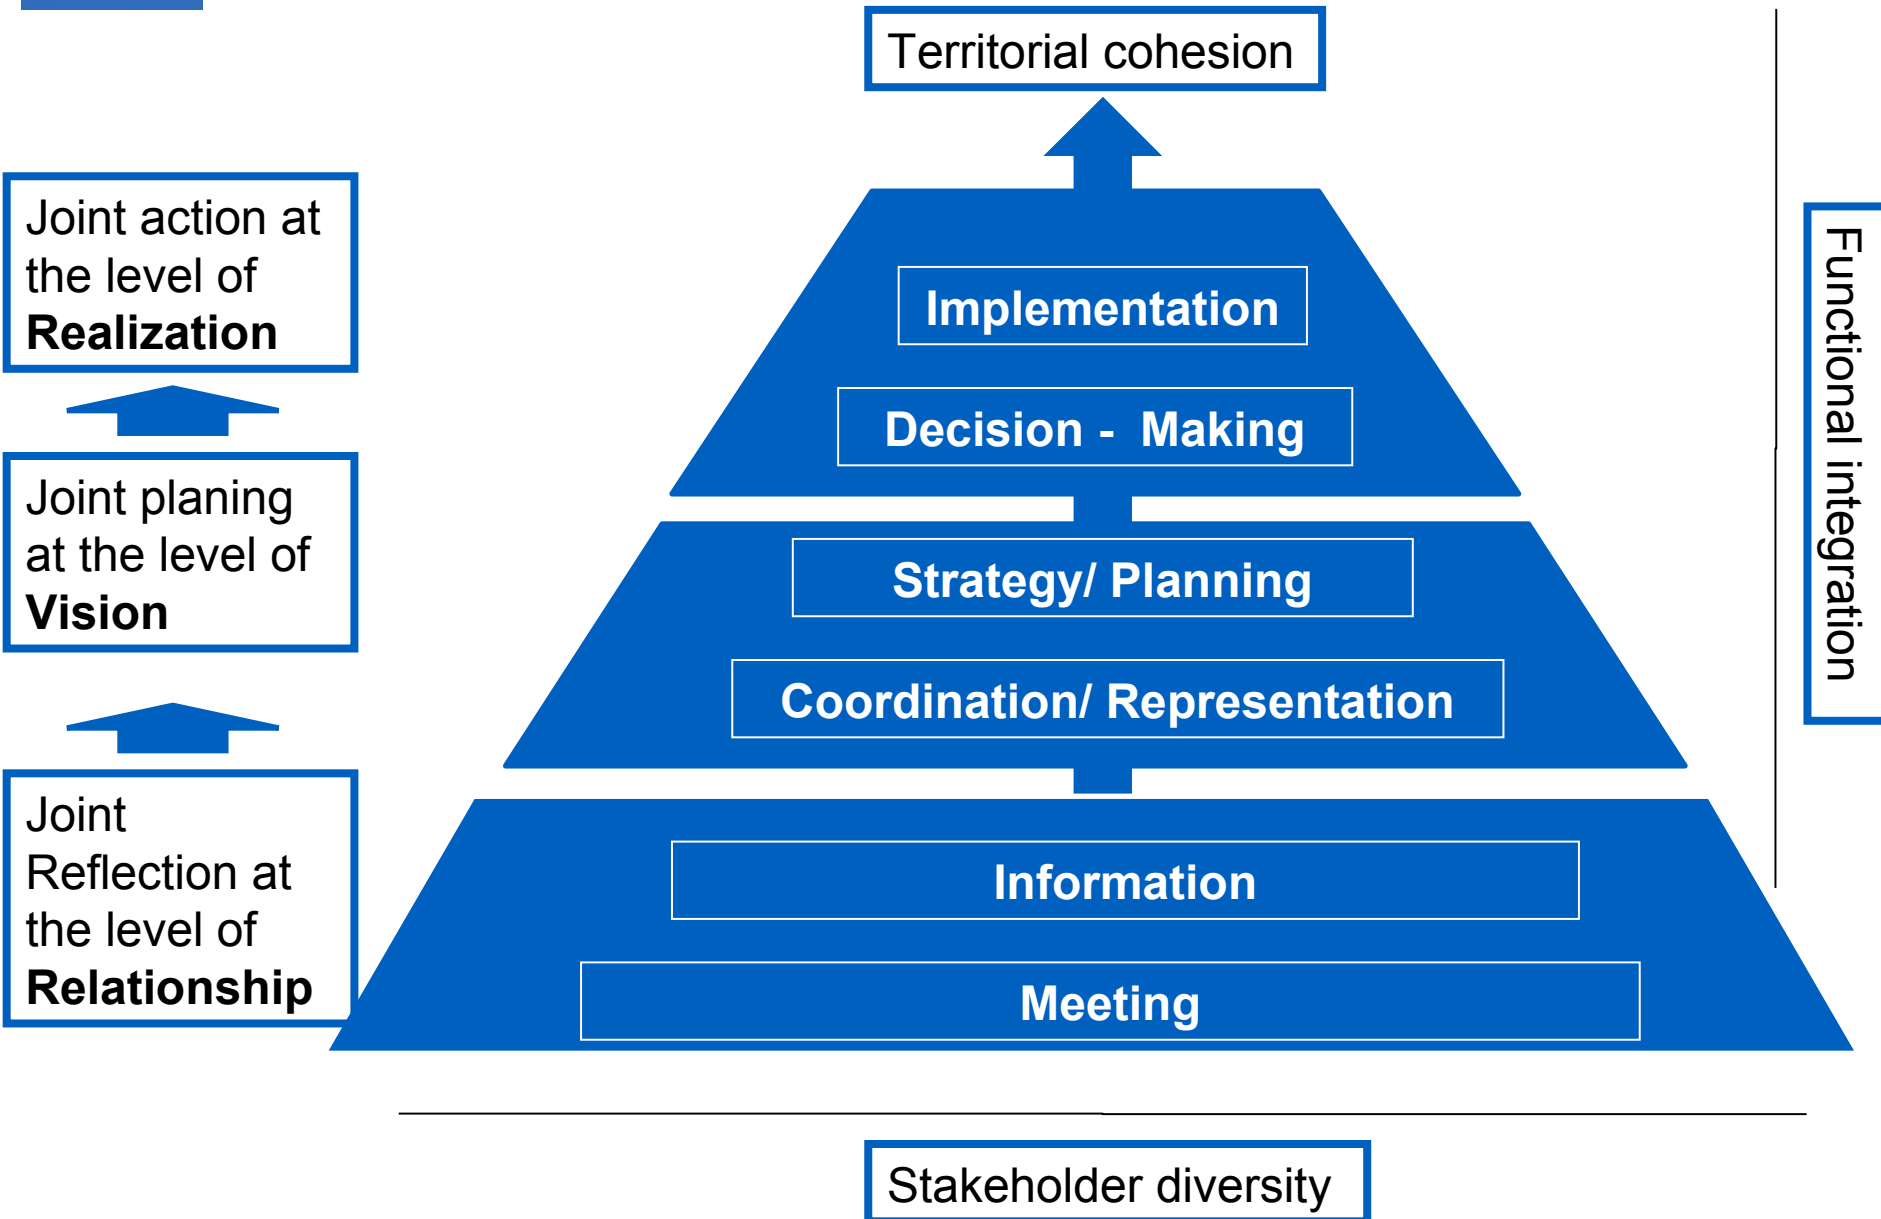 Territorial cohesion
Joint action at
the level of
Realization
Joint planing
at the level of
Vision
Joint
Reflection at
the level of
Relationship
Implementation
Decision - Making
Strategy/ Planning
Coordination/ Representation
Information
Meeting
Functional integration
Stakeholder diversity